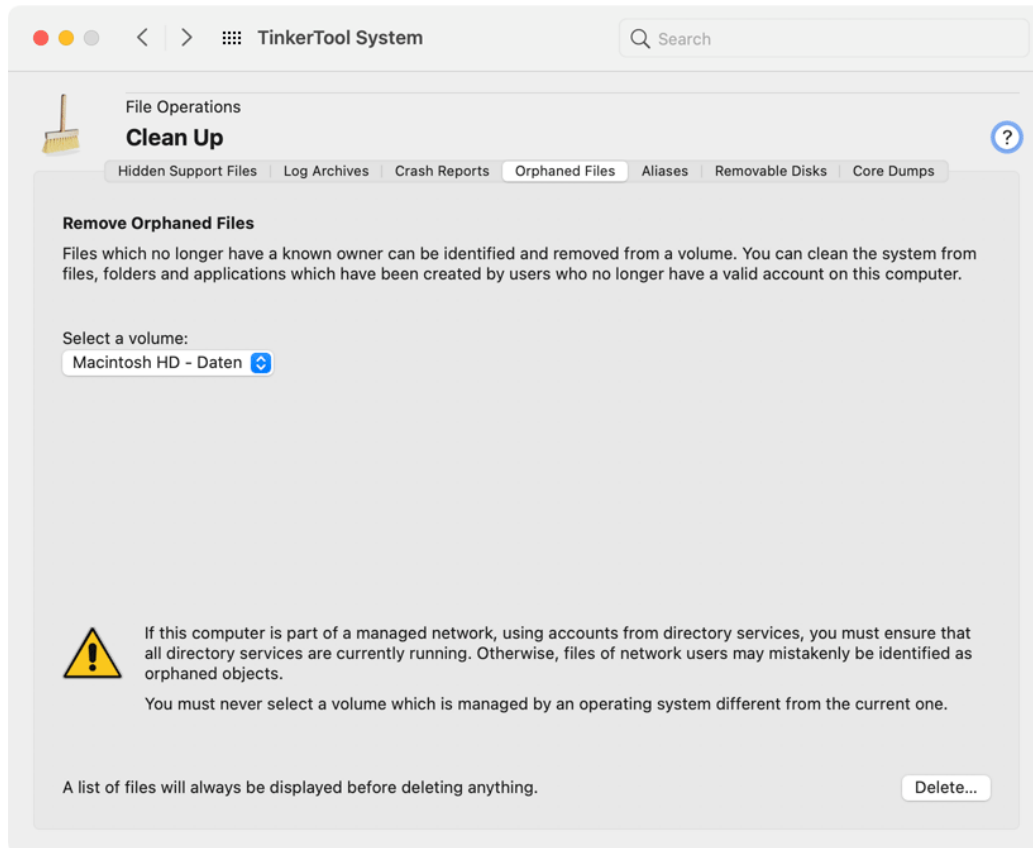 TinkerTool System
Search
File Operations
Clean Up
?
Hidden Support Files
Log Archives
Crash Reports
Orphaned Files
Aliases
Removable Disks
Core Dumps
Remove Orphaned Files
Files which no longer have a known owner can be identified and removed from a volume. You can clean the system from
files, folders and applications which have been created by users who no longer have a valid account on this computer.
Select a volume:
Macintosh HD - Daten
If this computer is part of a managed network, using accounts from directory services, you must ensure that
all directory services are currently running. Otherwise, files of network users may mistakenly be identified as
orphaned objects.
You must never select a volume which is managed by an operating system different from the current one.
A list of files will always be displayed before deleting anything.
Delete...